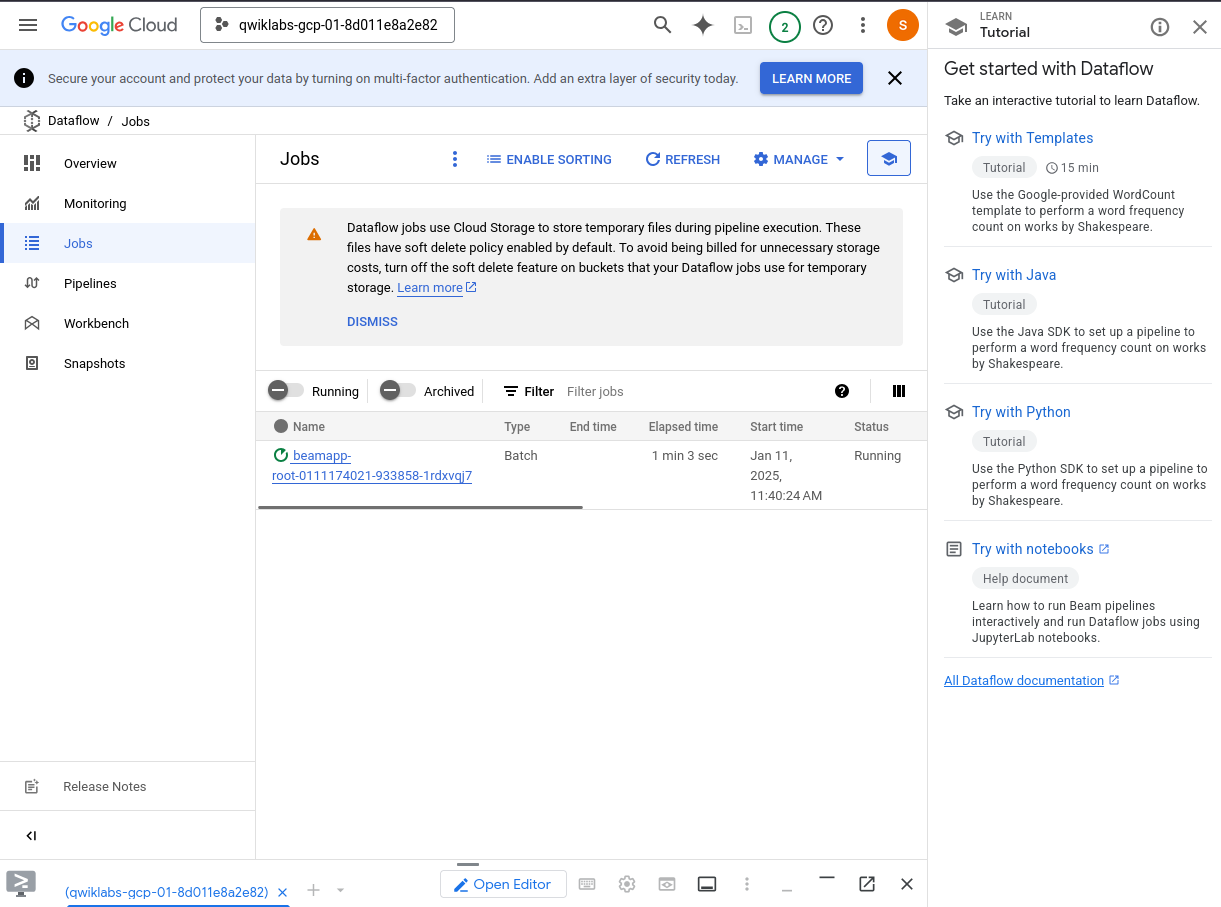 Google Cloud
qwiklabs-gcp-01-8d011e8a2e82
2
S
LEARN
Tutorial
Secure your account and protect your data by turning on multi-factor authentication. Add an extra layer of security today.
LEARN MORE
Dataflow / Jobs
Overview
Monitoring
Jobs
Pipelines
Workbench
Snapshots
Release Notes
Jobs
ENABLE SORTING
REFRESH
MANAGE
Dataflow jobs use Cloud Storage to store temporary files during pipeline execution. These
files have soft delete policy enabled by default. To avoid being billed for unnecessary storage
costs, turn off the soft delete feature on buckets that your Dataflow jobs use for temporary
storage. Learn more
DISMISS
Running
Archived
Filter
Filter jobs
Name Type End time Elapsed time Start time Status
beamapp- Batch 1 min 3 sec Jan 11, Running
root-0111174021-933858-1rdxvqj7 2025,
11:40:24 AM
Get started with Dataflow
Take an interactive tutorial to learn Dataflow.
Try with Templates
Tutorial 15 min
Use the Google-provided WordCount
template to perform a word frequency
count on works by Shakespeare.
Try with Java
Tutorial
Use the Java SDK to set up a pipeline to
perform a word frequency count on works
by Shakespeare.
Try with Python
Tutorial
Use the Python SDK to set up a pipeline to
perform a word frequency count on works
by Shakespeare.
Try with notebooks
Help document
Learn how to run Beam pipelines
interactively and run Dataflow jobs using
JupyterLab notebooks.
All Dataflow documentation
(qwiklabs-gcp-01-8d011e8a2e82)
Open Editor